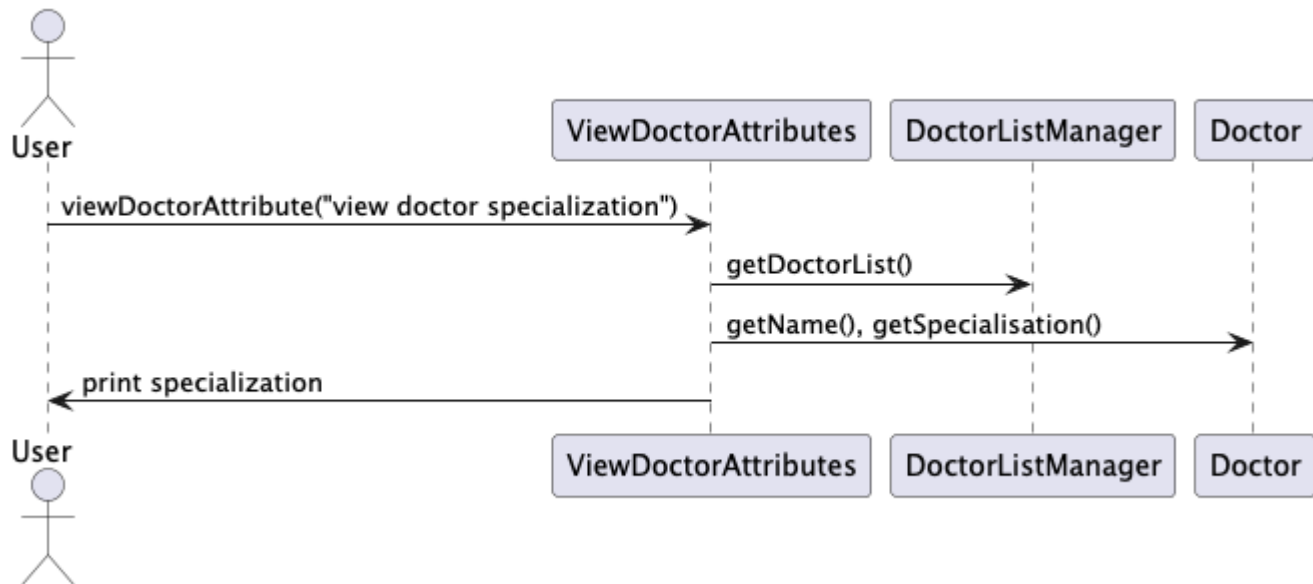 User
ViewDoctorAttributes
DoctorListManager
Doctor
viewDoctorAttribute("view doctor specialization")
getDoctorList()
getName(), getSpecialisation()
print specialization
User
ViewDoctorAttributes
DoctorListManager
Doctor